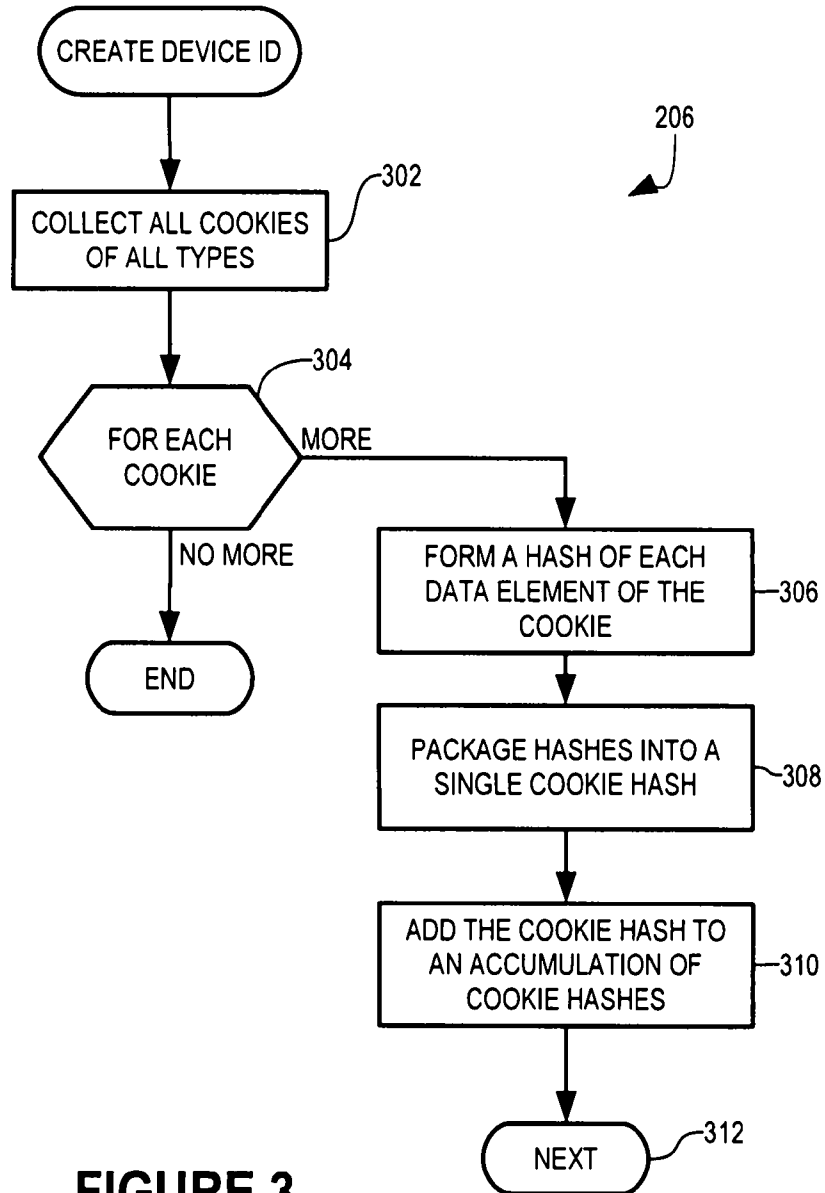 CREATE DEVICE ID
206
302
COLLECT ALL COOKIES
OF ALL TYPES
304
FOR EACH
COOKIE
MORE
NO MORE
END
FORM A HASH OF EACH
DATA ELEMENT OF THE
COOKIE
306
PACKAGE HASHES INTO A
SINGLE COOKIE HASH
308
ADD THE COOKIE HASH TO
AN ACCUMULATION OF
COOKIE HASHES
310
NEXT
312
FIGURE 3